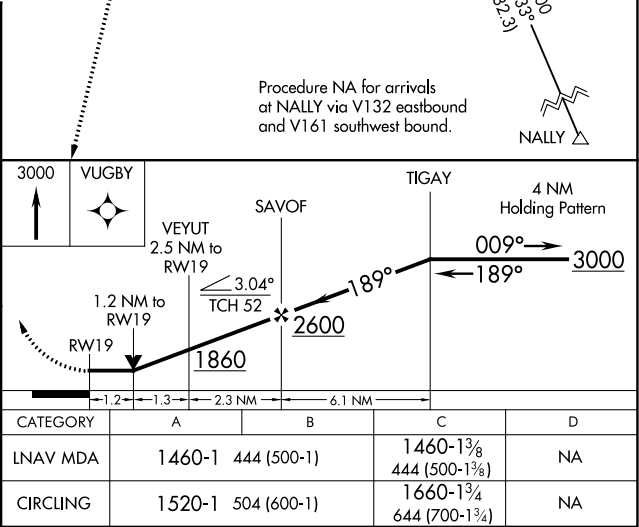 00
33°
32.3)
Procedure NA for arrivals
at NALLY via V132 eastbound
and V161 southwest bound.
NALLY
3000
VUGBY
TIGAY
4 NM
Holding Pattern
SAVOF
VEYUT
2.5 NM to
RW19
009°
189°
3000
3.04°
TCH 52
189°
2600
1.2 NM to
RW19
RW19
1860
1.2
1.3
2.3 NM
6.1 NM
CATEGORY A B C D
LNAV MDA 1460-1 444 (500-1) 1460-1⅜ NA
444 (500-1⅜)
CIRCLING 1520-1 504 (600-1) 1660-1¾ NA
644 (700-1¾)